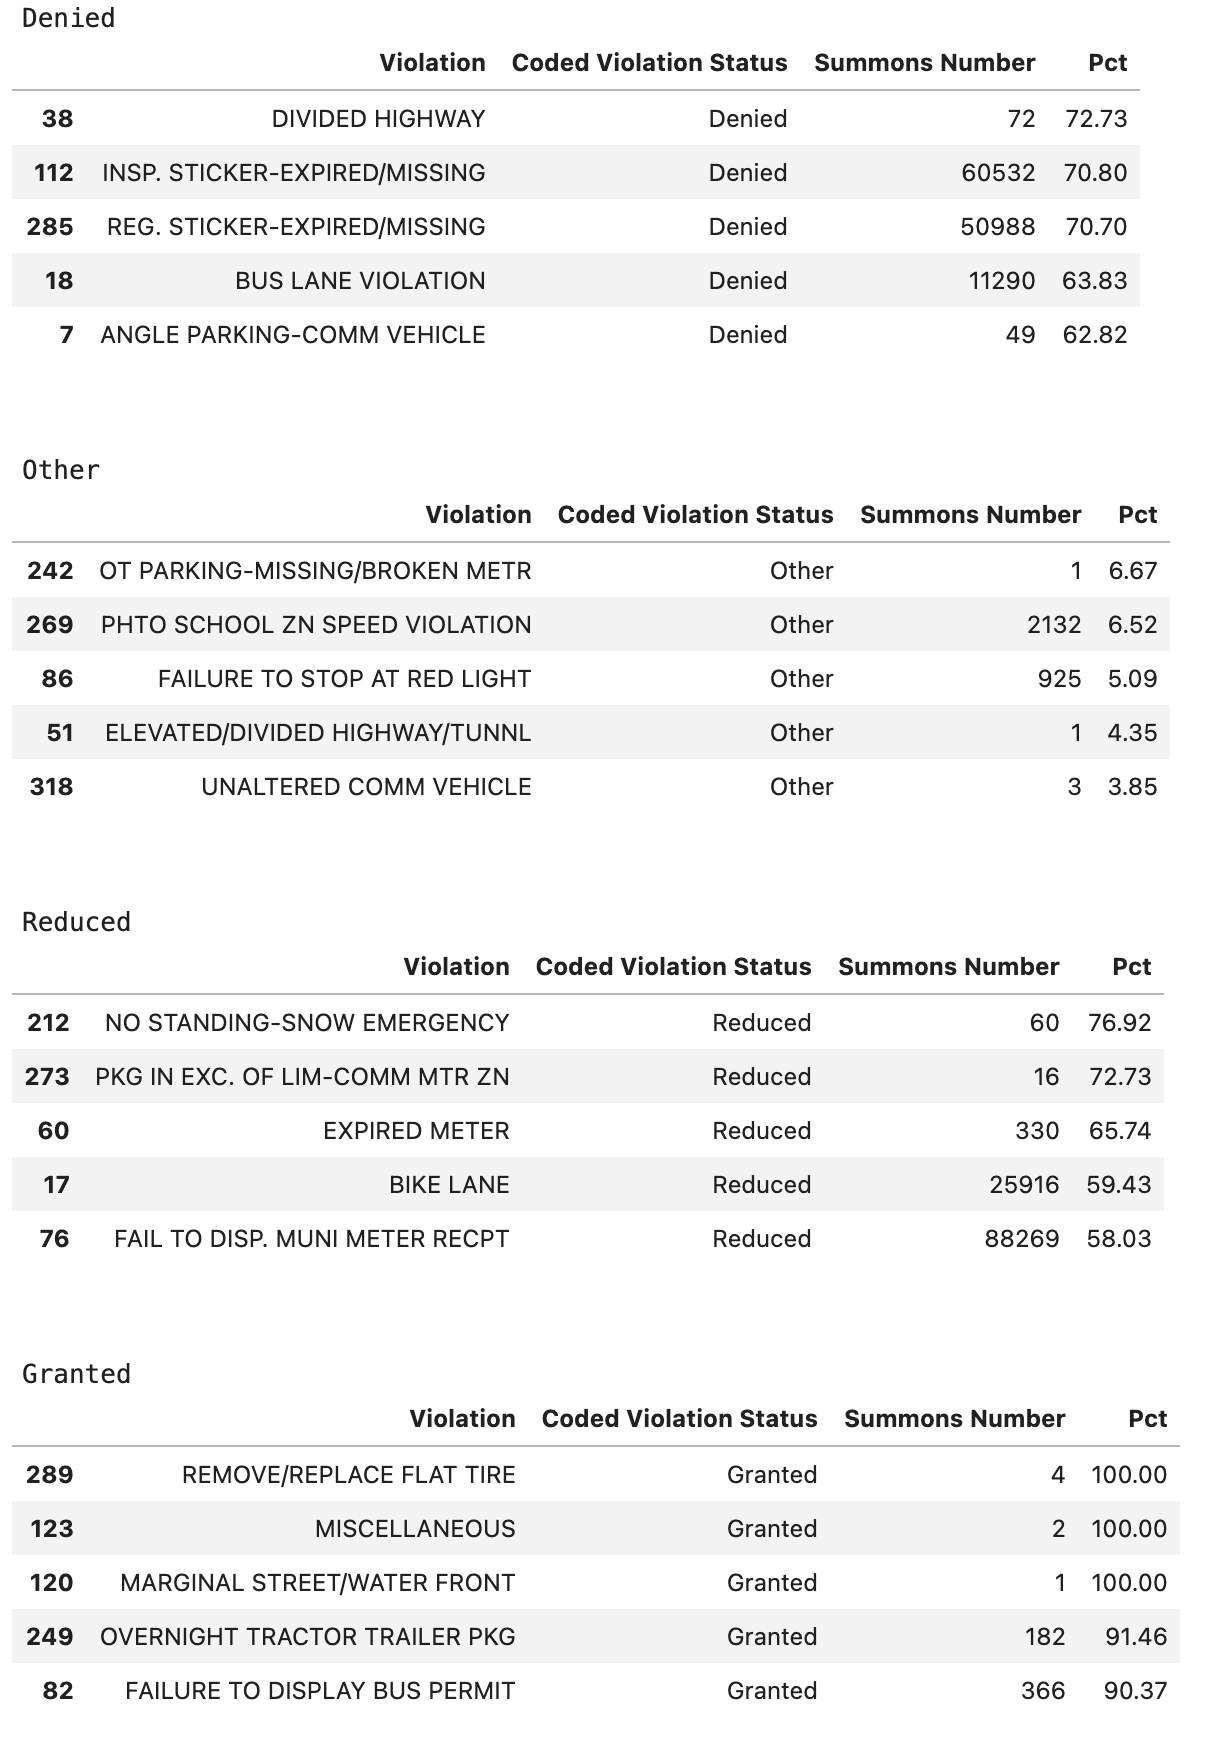 Denied
Violation Coded Violation Status Summons Number Pct
38 DIVIDED HIGHWAY Denied 72 72.73
112 INSP. STICKER-EXPIRED/MISSING Denied 60532 70.80
285 REG. STICKER-EXPIRED/MISSING Denied 50988 70.70
18 BUS LANE VIOLATION Denied 11290 63.83
7 ANGLE PARKING-COMM VEHICLE Denied 49 62.82
Other
Violation Coded Violation Status Summons Number Pct
242 OT PARKING-MISSING/BROKEN METR Other 1 6.67
269 PHTO SCHOOL ZN SPEED VIOLATION Other 2132 6.52
86 FAILURE TO STOP AT RED LIGHT Other 925 5.09
51 ELEVATED/DIVIDED HIGHWAY/TUNNL Other 1 4.35
318 UNALTERED COMM VEHICLE Other 3 3.85
Reduced
Violation Coded Violation Status Summons Number Pct
212 NO STANDING-SNOW EMERGENCY Reduced 60 76.92
273 PKG IN EXC. OF LIM-COMM MTR ZN Reduced 16 72.73
60 EXPIRED METER Reduced 330 65.74
17 BIKE LANE Reduced 25916 59.43
76 FAIL TO DISP. MUNI METER RECPT Reduced 88269 58.03
Granted
Violation Coded Violation Status Summons Number Pct
289 REMOVE/REPLACE FLAT TIRE Granted 4 100.00
123 MISCELLANEOUS Granted 2 100.00
120 MARGINAL STREET/WATER FRONT Granted 1 100.00
249 OVERNIGHT TRACTOR TRAILER PKG Granted 182 91.46
82 FAILURE TO DISPLAY BUS PERMIT Granted 366 90.37